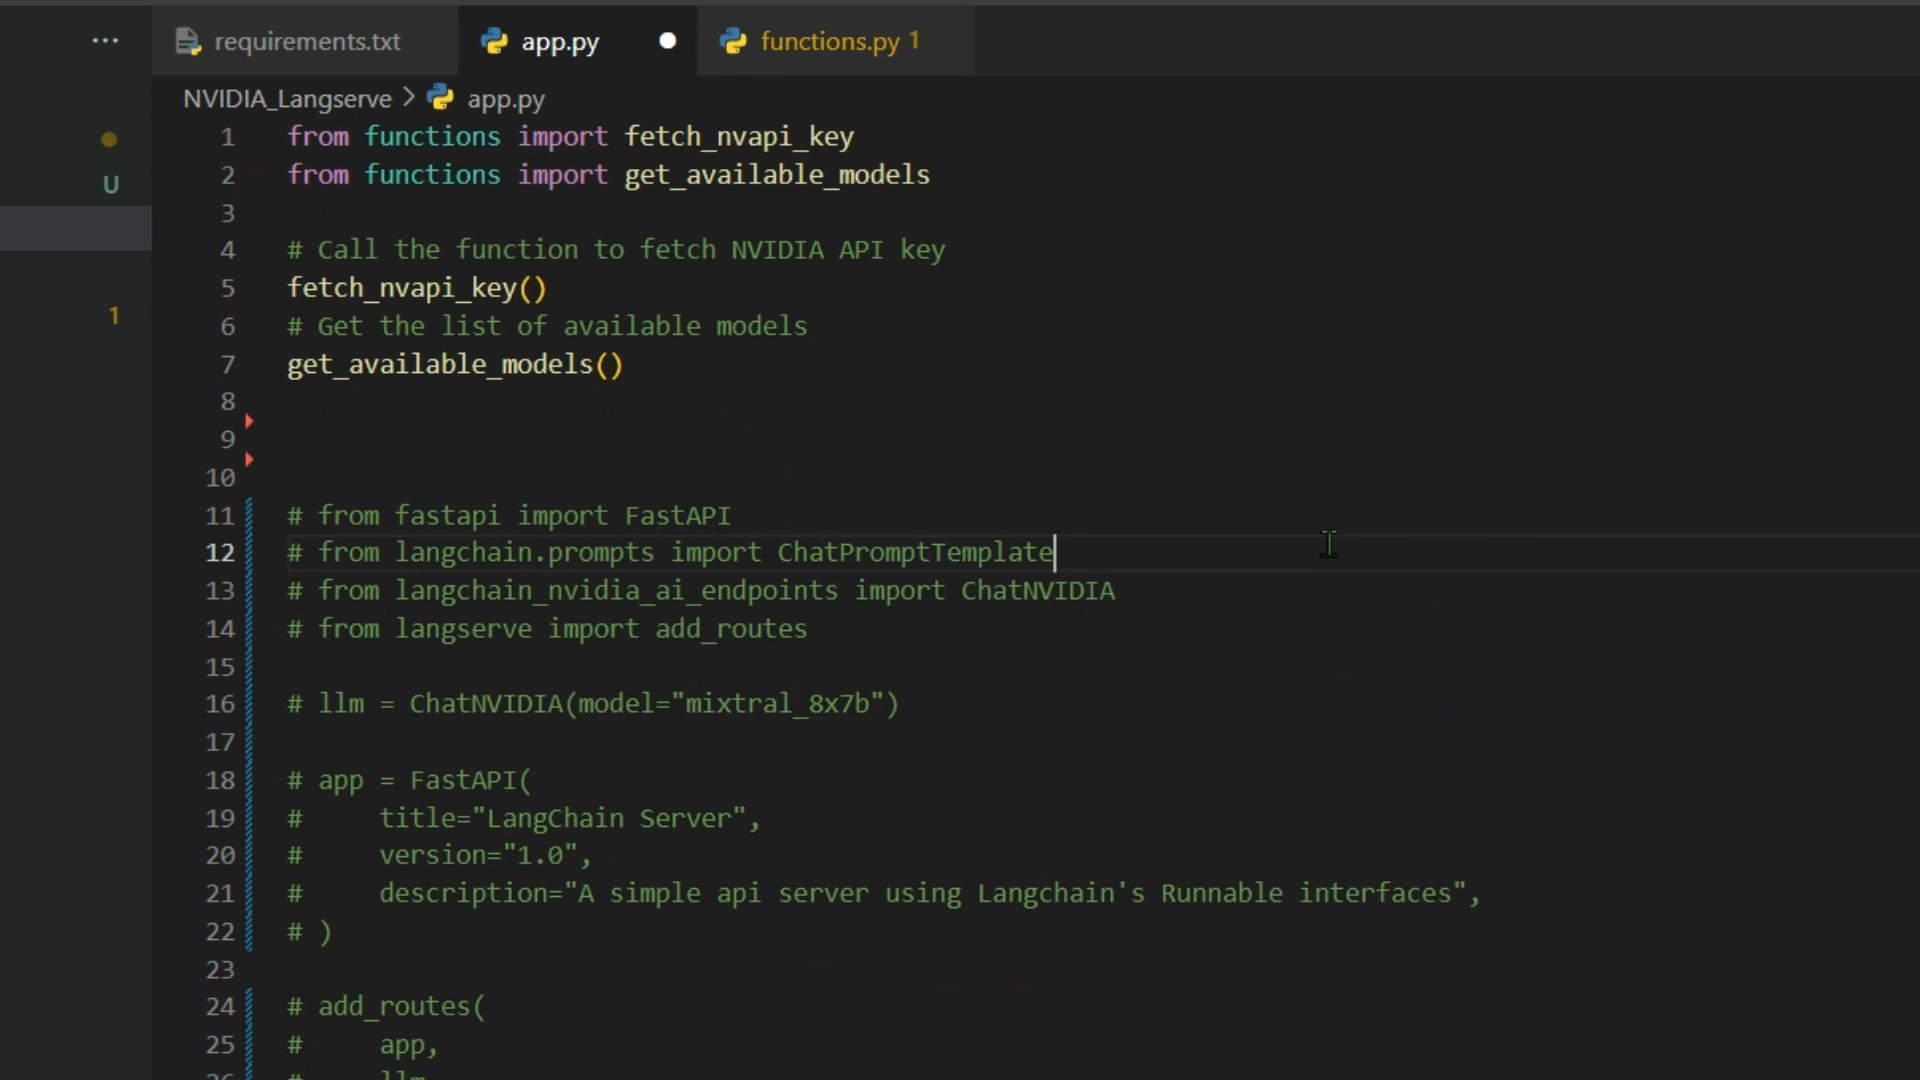 ...
requirements.txt
app.py
functions.py 1
NVIDIA_Langserve > app.py
U
1
1 from functions import fetch_nvapi_key
2 from functions import get_available_models
3
4 # Call the function to fetch NVIDIA API key
5 fetch_nvapi_key()
6 # Get the list of available models
7 get_available_models()
8
9
10
11 # from fastapi import FastAPI
12 # from langchain.prompts import ChatPromptTemplate
13 # from langchain_nvidia_ai_endpoints import ChatNVIDIA
14 # from langserve import add_routes
15
16 # llm = ChatNVIDIA(model="mixtral_8x7b")
17
18 # app = FastAPI(
19 #     title="LangChain Server",
20 #     version="1.0",
21 #     description="A simple api server using Langchain's Runnable interfaces",
22 # )
23
24 # add_routes(
25 #     app,